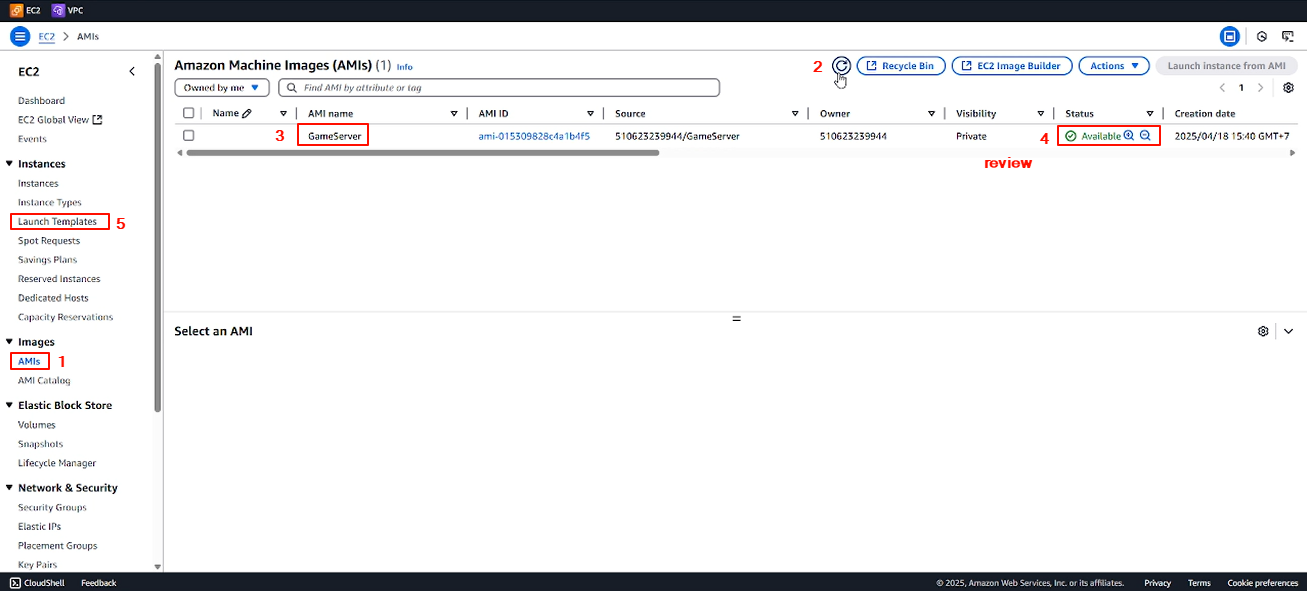 EC2 VPC
EC2 > AMIs
EC2
Dashboard
EC2 Global View
Events
Instances
Instances
Instance Types
Launch Templates 5
Spot Requests
Savings Plans
Reserved Instances
Dedicated Hosts
Capacity Reservations
Images
AMIs 1
AMI Catalog
Elastic Block Store
Volumes
Snapshots
Lifecycle Manager
Network & Security
Security Groups
Elastic IPs
Placement Groups
Key Pairs
Amazon Machine Images (AMIs) (1) Info
2 Recycle Bin EC2 Image Builder Actions Launch instance from AMI
Owned by me Find AMI by attribute or tag 1
Name AMI name AMI ID Source Owner Visibility Status Creation date
3 GameServer ami-015309828c4a1b4f5 510623239944/GameServer 510623239944 Private 4 Available 2025/04/18 15:40 GMT+7
review
Select an AMI
CloudShell Feedback © 2025, Amazon Web Services, Inc. or its affiliates. Privacy Terms Cookie preferences